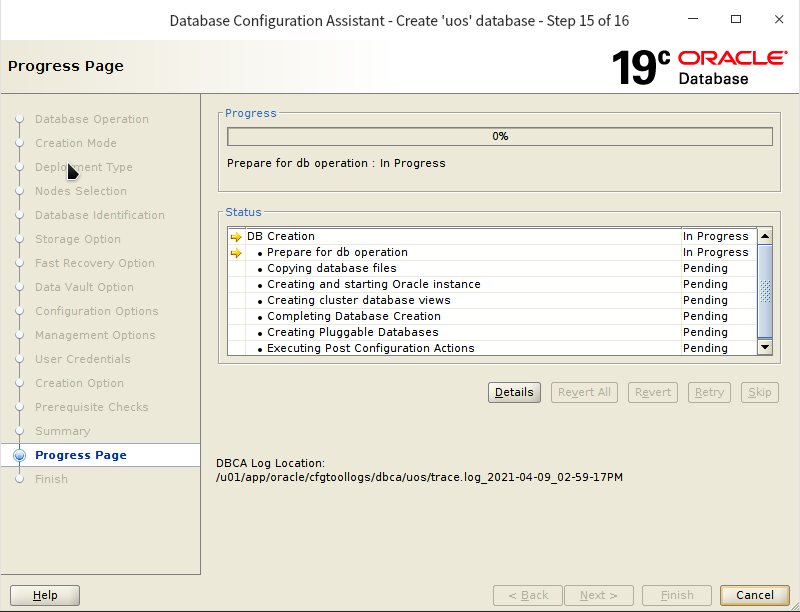 Database Configuration Assistant - Create 'uos' database - Step 15 of 16
Progress Page
19c ORACLE
Database
Database Operation
Creation Mode
Deployment Type
Nodes Selection
Database Identification
Storage Option
Fast Recovery Option
Data Vault Option
Configuration Options
Management Options
User Credentials
Creation Option
Prerequisite Checks
Summary
Progress Page
Finish
Progress
0%
Prepare for db operation : In Progress
Status
DB Creation In Progress
Prepare for db operation In Progress
Copying database files Pending
Creating and starting Oracle instance Pending
Creating cluster database views Pending
Completing Database Creation Pending
Creating Pluggable Databases Pending
Executing Post Configuration Actions Pending
Details Revert All Revert Retry Skip
DBCA Log Location:
/u01/app/oracle/cfgtoollogs/dbca/uos/trace.log_2021-04-09_02-59-17PM
Help < Back Next > Finish Cancel